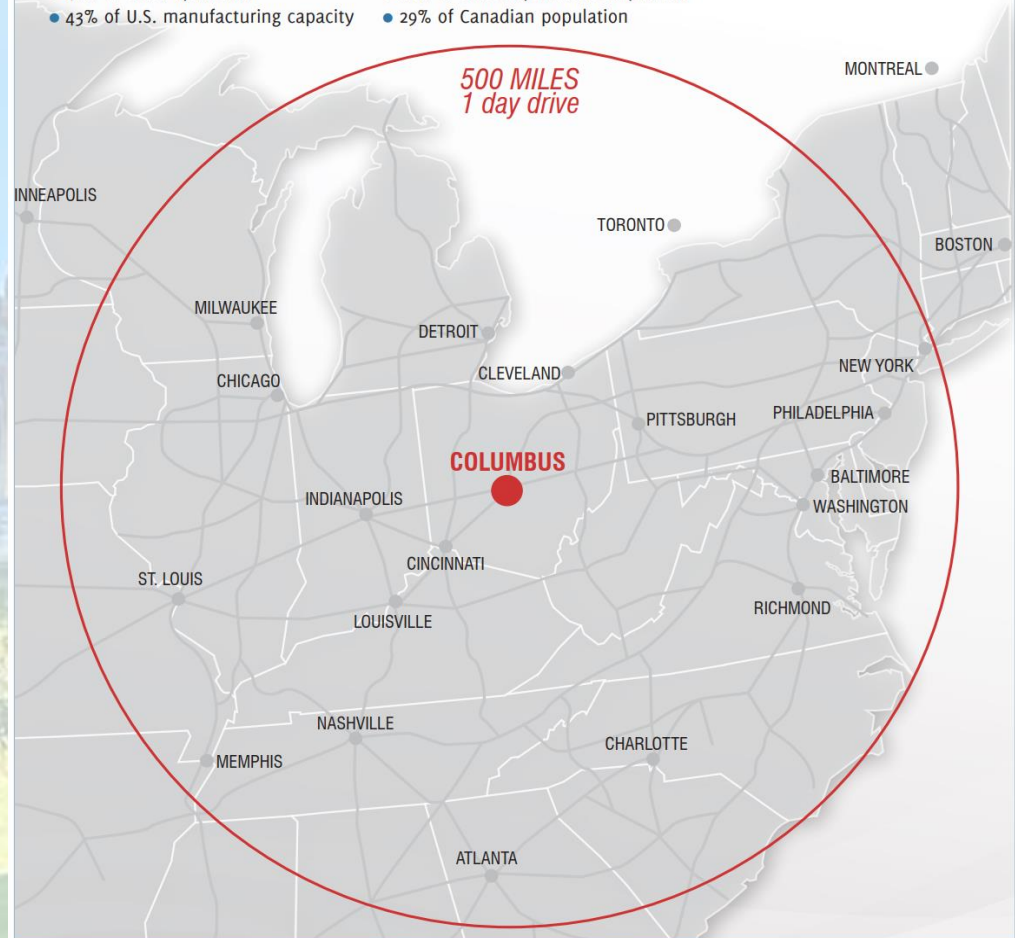 ● 43% of U.S. manufacturing capacity ● 29% of Canadian population
500 MILES
1 day drive
MONTREAL
INNEAPOLIS
TORONTO
BOSTON
MILWAUKEE
DETROIT
NEW YORK
CLEVELAND
CHICAGO
PITTSBURGH
PHILADELPHIA
COLUMBUS
BALTIMORE
INDIANAPOLIS
WASHINGTON
CINCINNATI
ST. LOUIS
RICHMOND
LOUISVILLE
NASHVILLE
CHARLOTTE
MEMPHIS
ATLANTA